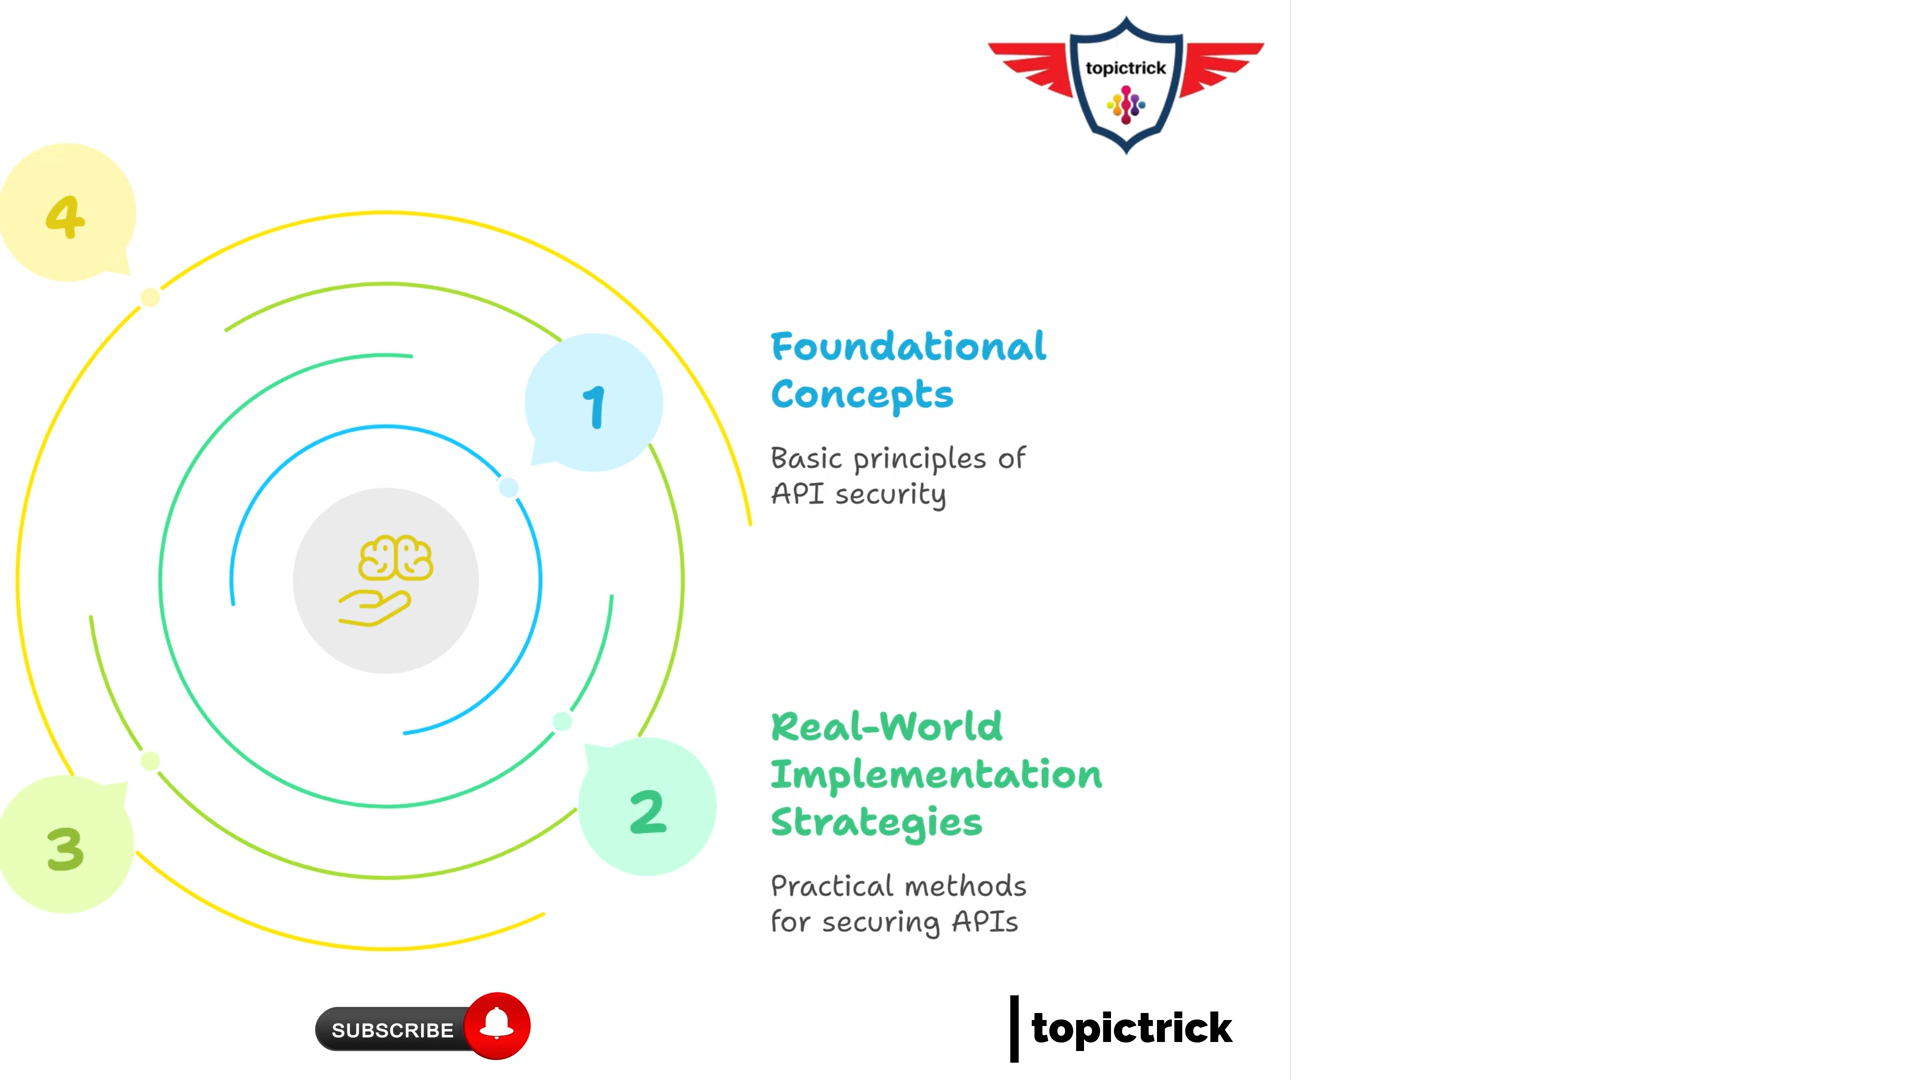 topictrick
4
1
Foundational
Concepts
Basic principles of
API security
Real-World
Implementation
Strategies
2
3
Practical methods
for securing APIs
SUBSCRIBE
topictrick